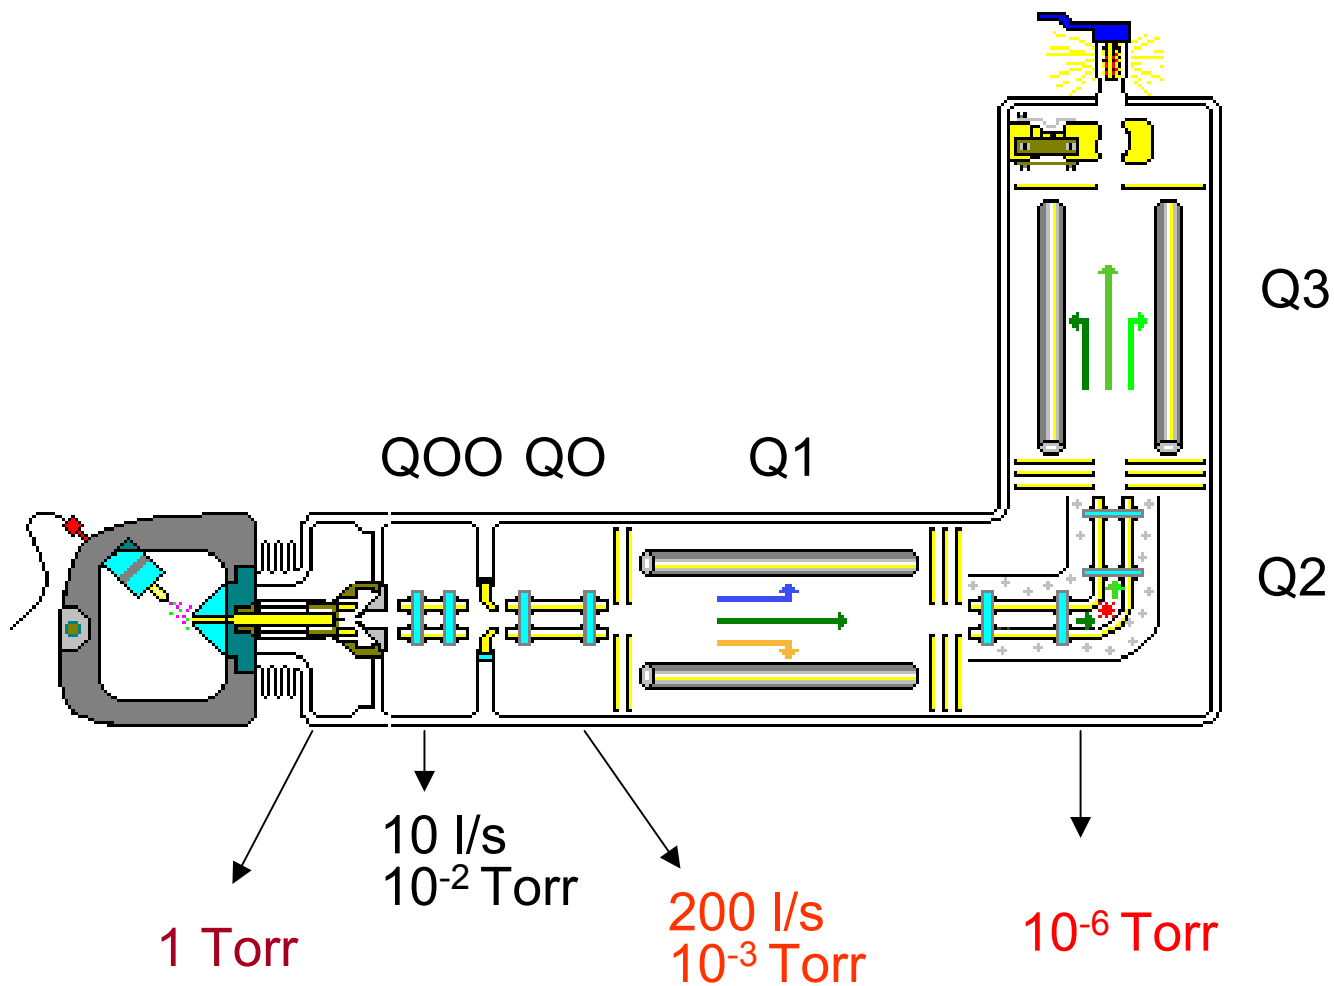 Q3
QOO QO Q1
Q2
10 l/s
10⁻² Torr
200 l/s
10⁻³ Torr
1 Torr
10⁻⁶ Torr